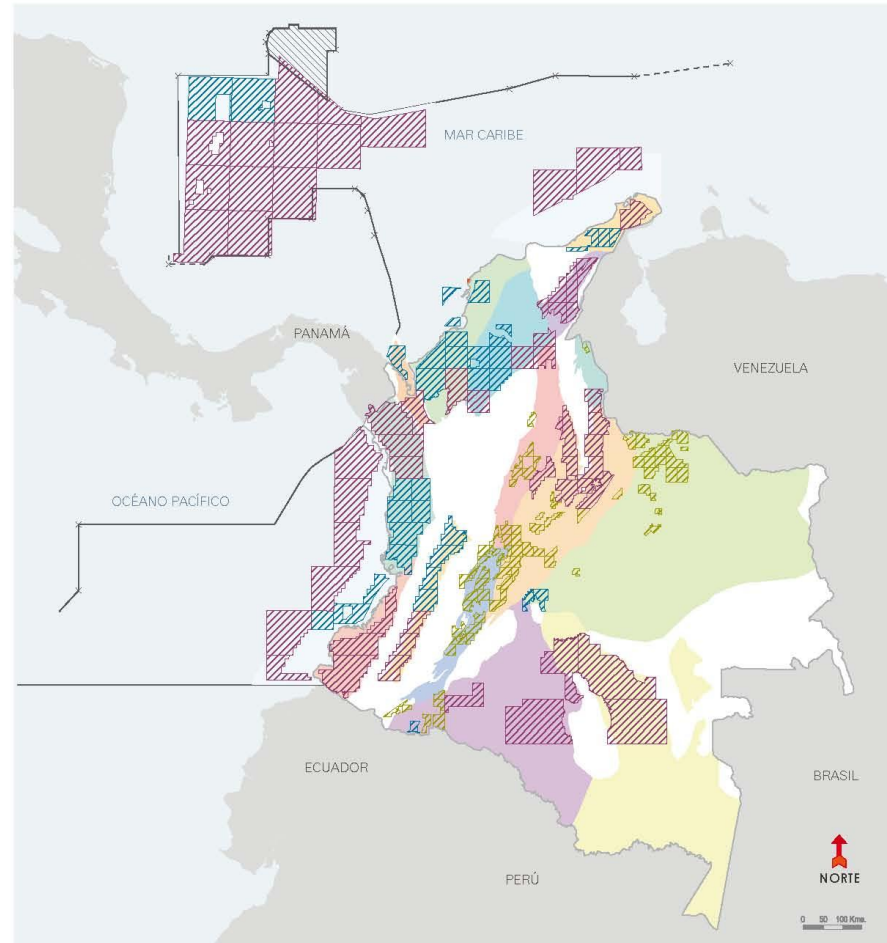 MAR CARIBE
PANAMÁ
VENEZUELA
OCÉANO PACÍFICO
ECUADOR
BRASIL
PERÚ
NORTE
0 50 100 Kms.